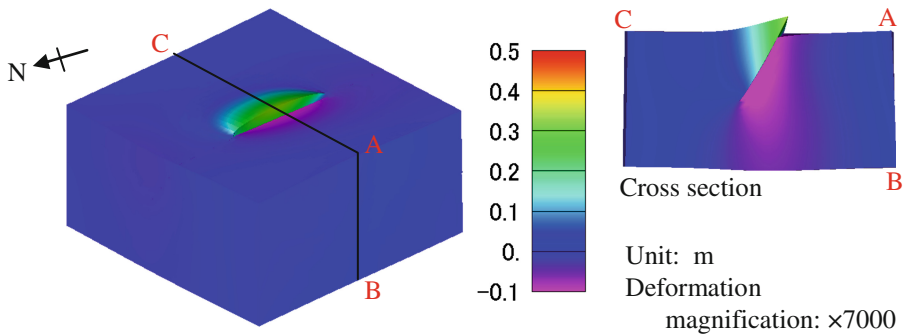 N
C
A
B
0.5
0.4
0.3
0.2
0.1
0.
-0.1
C
A
B
Cross section
Unit: m
Deformation
magnification: ×7000